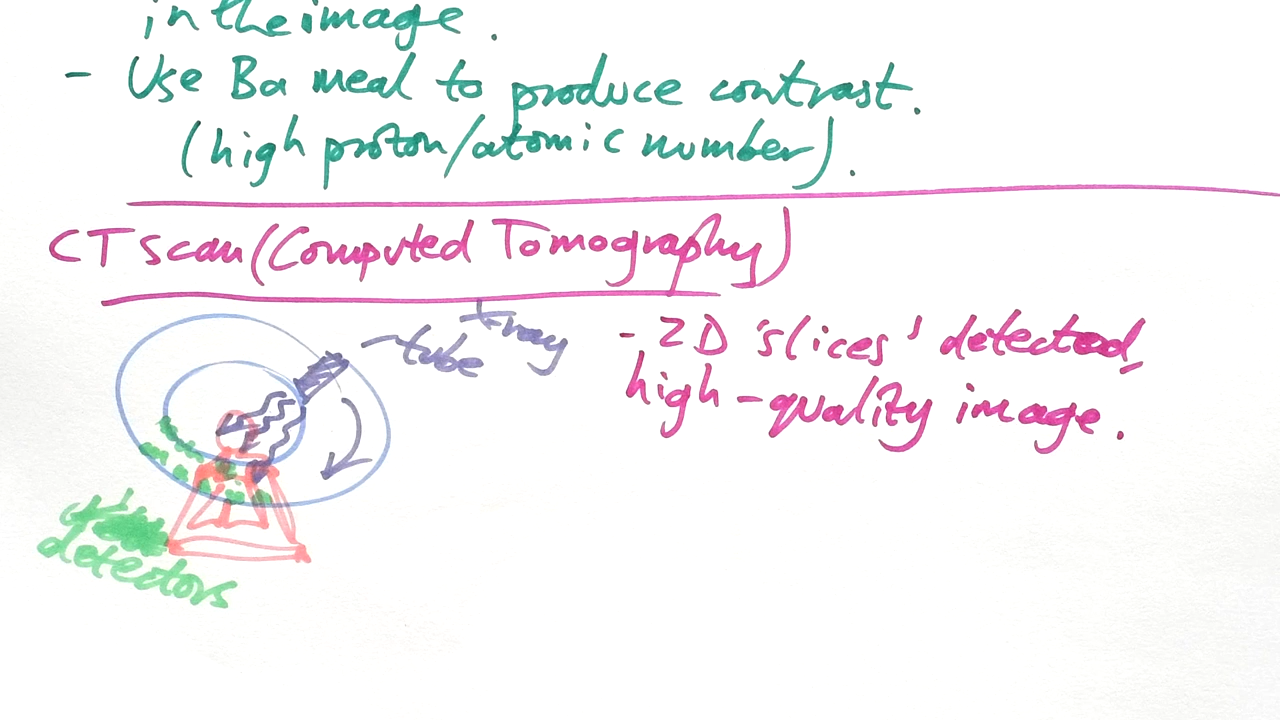 in the image.
- Use Ba meal to produce contrast.
(high proton/atomic number).
CT scan (Computed Tomography)
X-ray
tube
- 2D 'slices' detected,
high-quality image.
detectors